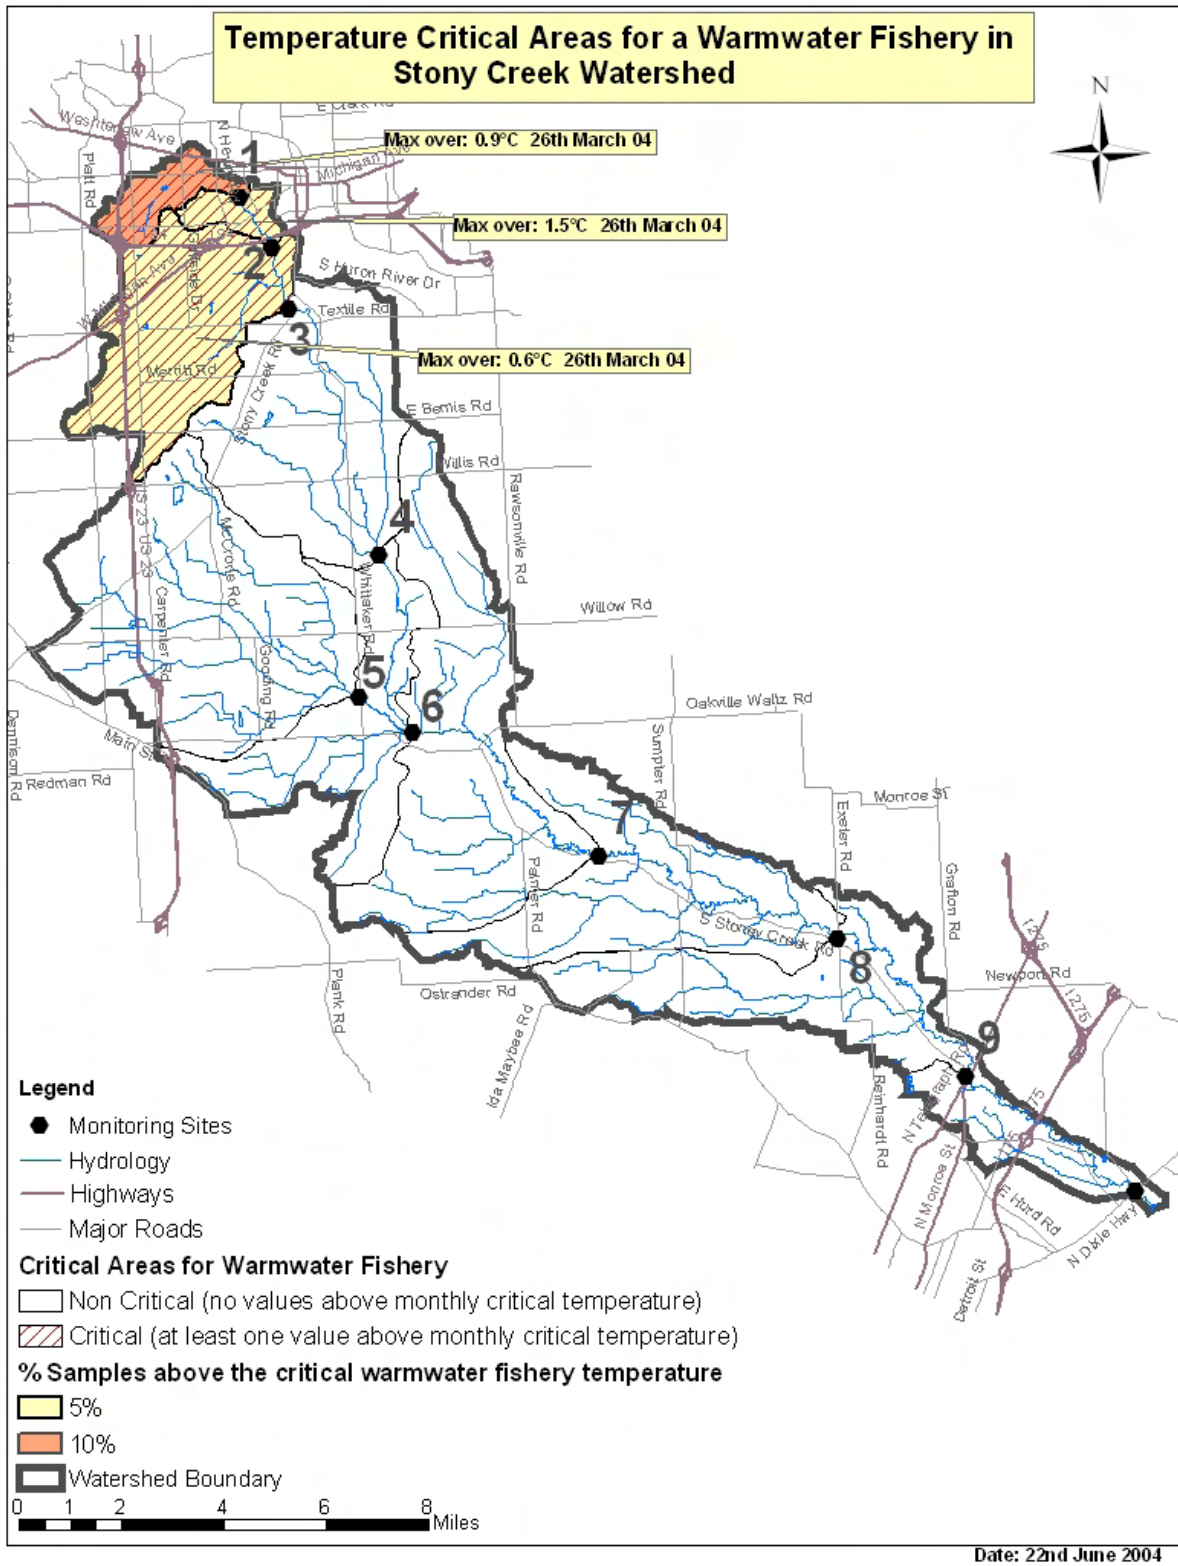 Temperature Critical Areas for a Warmwater Fishery in
Stony Creek Watershed
N
E Clark Rd
Washtenaw Ave
Platt Rd
1
Max over: 0.9°C 26th March 04
Michigan Ave
Max over: 1.5°C 26th March 04
2
S Huron River Dr
Textile Rd
3
Max over: 0.6°C 26th March 04
Merritt Rd
Stony Creek Rd
E Bemis Rd
Willis Rd
Rawsonville Rd
4
US 23
US 23
McCrone Rd
Carpenter Rd
Whittaker Rd
Willow Rd
Gooding Rd
5
6
Oakville Waltz Rd
Dennison Rd
Main St
Redman Rd
Sumpter Rd
7
Monroe St
Exeter Rd
Grafton Rd
Palmer Rd
S Stoney Creek Rd
8
I 275
Newport Rd
I 275
Ostrander Rd
Plank Rd
Ida Maybee Rd
9
Reinhardt Rd
N Telegraph Rd
I 75
I 75
N Monroe St
E Hurd Rd
N Dixie Hwy
Detroit St
Legend
Monitoring Sites
Hydrology
Highways
Major Roads
Critical Areas for Warmwater Fishery
Non Critical (no values above monthly critical temperature)
Critical (at least one value above monthly critical temperature)
% Samples above the critical warmwater fishery temperature
5%
10%
Watershed Boundary
0 1 2 4 6 8
Miles
Date: 22nd June 2004